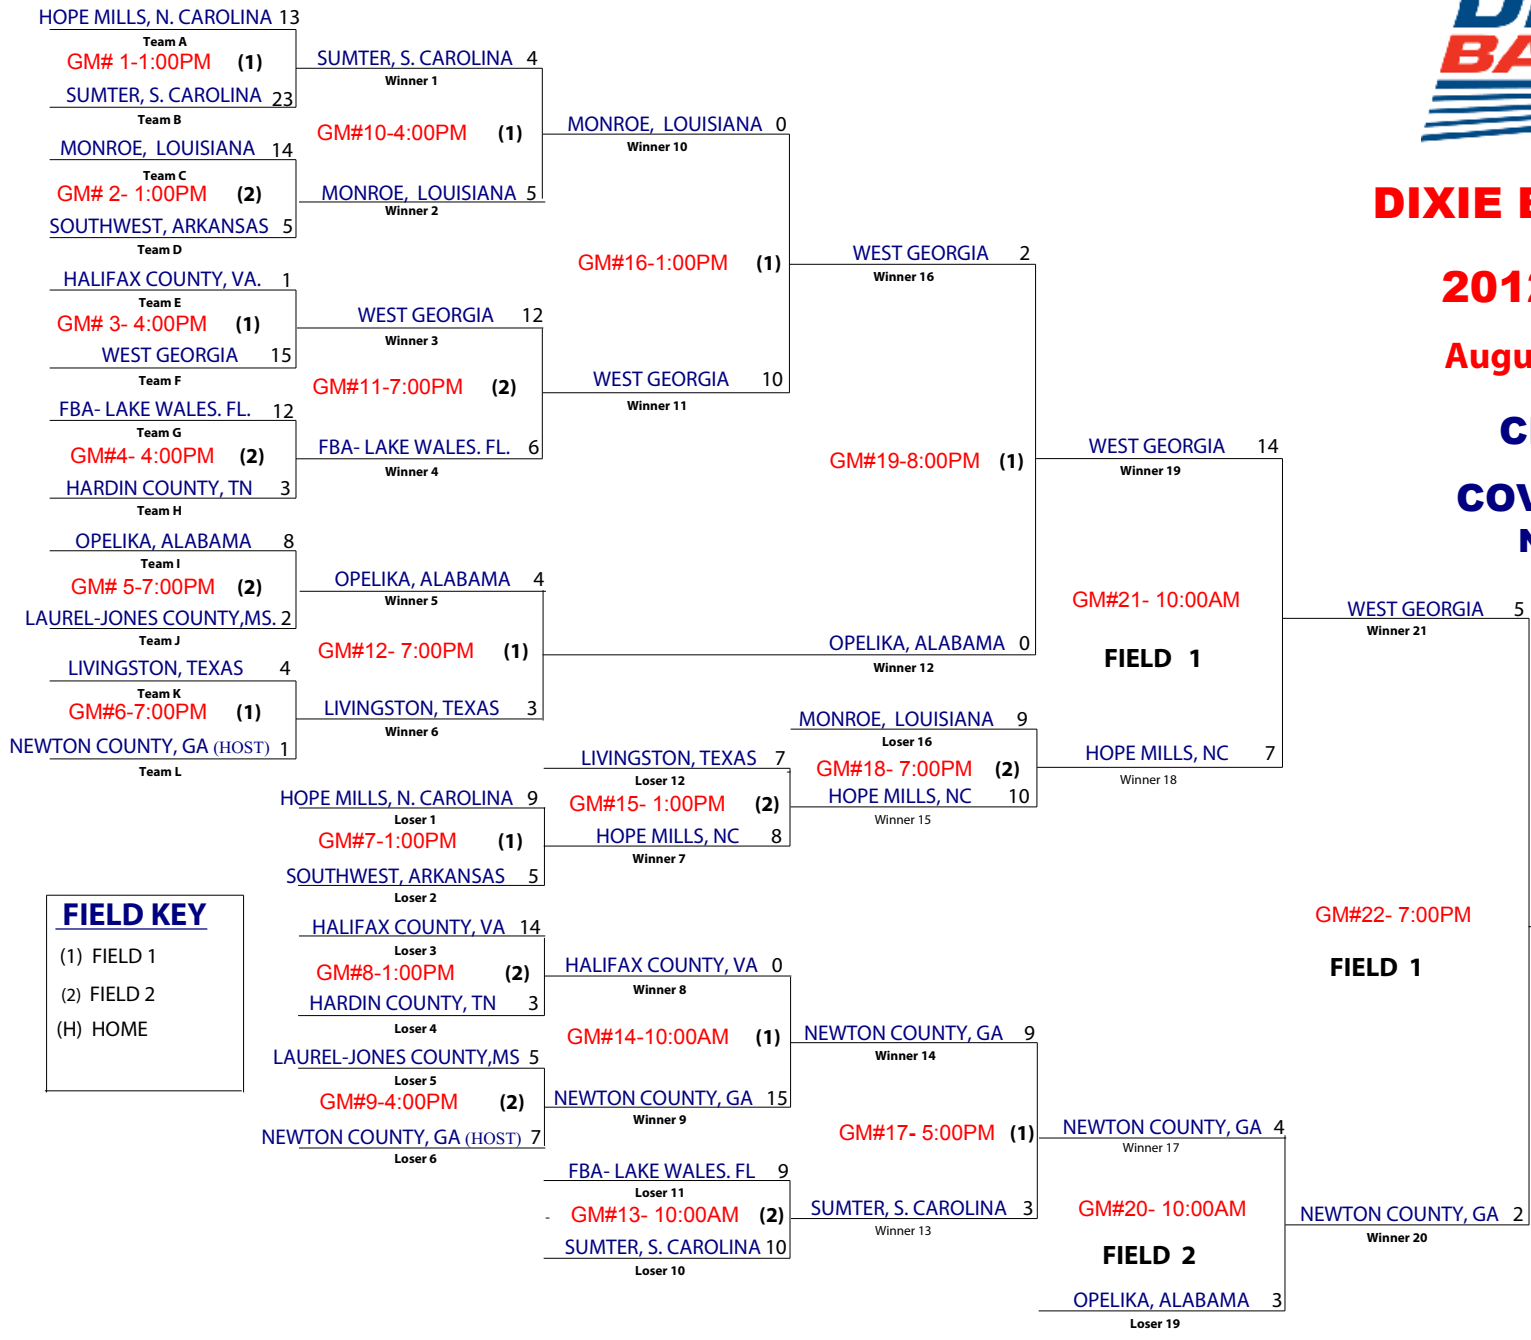 HOPE MILLS, N. CAROLINA 13
Team A
GM# 1-1:00PM (1)
SUMTER, S. CAROLINA 23
Team B
MONROE, LOUISIANA 14
Team C
GM# 2- 1:00PM (2)
SOUTHWEST, ARKANSAS 5
Team D
HALIFAX COUNTY, VA. 1
Team E
GM# 3- 4:00PM (1)
WEST GEORGIA 15
Team F
FBA- LAKE WALES. FL. 12
Team G
GM#4- 4:00PM (2)
HARDIN COUNTY, TN 3
Team H
OPELIKA, ALABAMA 8
Team I
GM# 5-7:00PM (2)
LAUREL-JONES COUNTY,MS. 2
Team J
LIVINGSTON, TEXAS 4
Team K
GM#6-7:00PM (1)
NEWTON COUNTY, GA (HOST) 1
Team L
SUMTER, S. CAROLINA 4
Winner 1
GM#10-4:00PM (1)
MONROE, LOUISIANA 5
Winner 2
WEST GEORGIA 12
Winner 3
GM#11-7:00PM (2)
FBA- LAKE WALES. FL. 6
Winner 4
OPELIKA, ALABAMA 4
Winner 5
GM#12- 7:00PM (1)
LIVINGSTON, TEXAS 3
Winner 6
HOPE MILLS, N. CAROLINA 9
Loser 1
GM#7-1:00PM (1)
SOUTHWEST, ARKANSAS 5
Loser 2
HALIFAX COUNTY, VA 14
Loser 3
GM#8-1:00PM (2)
HARDIN COUNTY, TN 3
Loser 4
LAUREL-JONES COUNTY,MS 5
Loser 5
GM#9-4:00PM (2)
NEWTON COUNTY, GA (HOST) 7
Loser 6
MONROE, LOUISIANA 0
Winner 10
GM#16-1:00PM (1)
WEST GEORGIA 10
Winner 11
LIVINGSTON, TEXAS 7
Loser 12
GM#15- 1:00PM (2)
HOPE MILLS, NC 8
Winner 7
HALIFAX COUNTY, VA 0
Winner 8
GM#14-10:00AM (1)
NEWTON COUNTY, GA 15
Winner 9
FBA- LAKE WALES. FL 9
Loser 11
- GM#13- 10:00AM (2)
SUMTER, S. CAROLINA 10
Loser 10
WEST GEORGIA 2
Winner 16
GM#19-8:00PM (1)
OPELIKA, ALABAMA 0
Winner 12
MONROE, LOUISIANA 9
Loser 16
GM#18- 7:00PM (2)
HOPE MILLS, NC 10
Winner 15
NEWTON COUNTY, GA 9
Winner 14
GM#17- 5:00PM (1)
SUMTER, S. CAROLINA 3
Winner 13
WEST GEORGIA 14
Winner 19
GM#21- 10:00AM
FIELD 1
HOPE MILLS, NC 7
Winner 18
NEWTON COUNTY, GA 4
Winner 17
GM#20- 10:00AM
FIELD 2
OPELIKA, ALABAMA 3
Loser 19
WEST GEORGIA 5
Winner 21
GM#22- 7:00PM
FIELD 1
NEWTON COUNTY, GA 2
Winner 20
FIELD KEY
(1) FIELD 1
(2) FIELD 2
(H) HOME
BA
DIXIE
201
Augu
C
COV
N